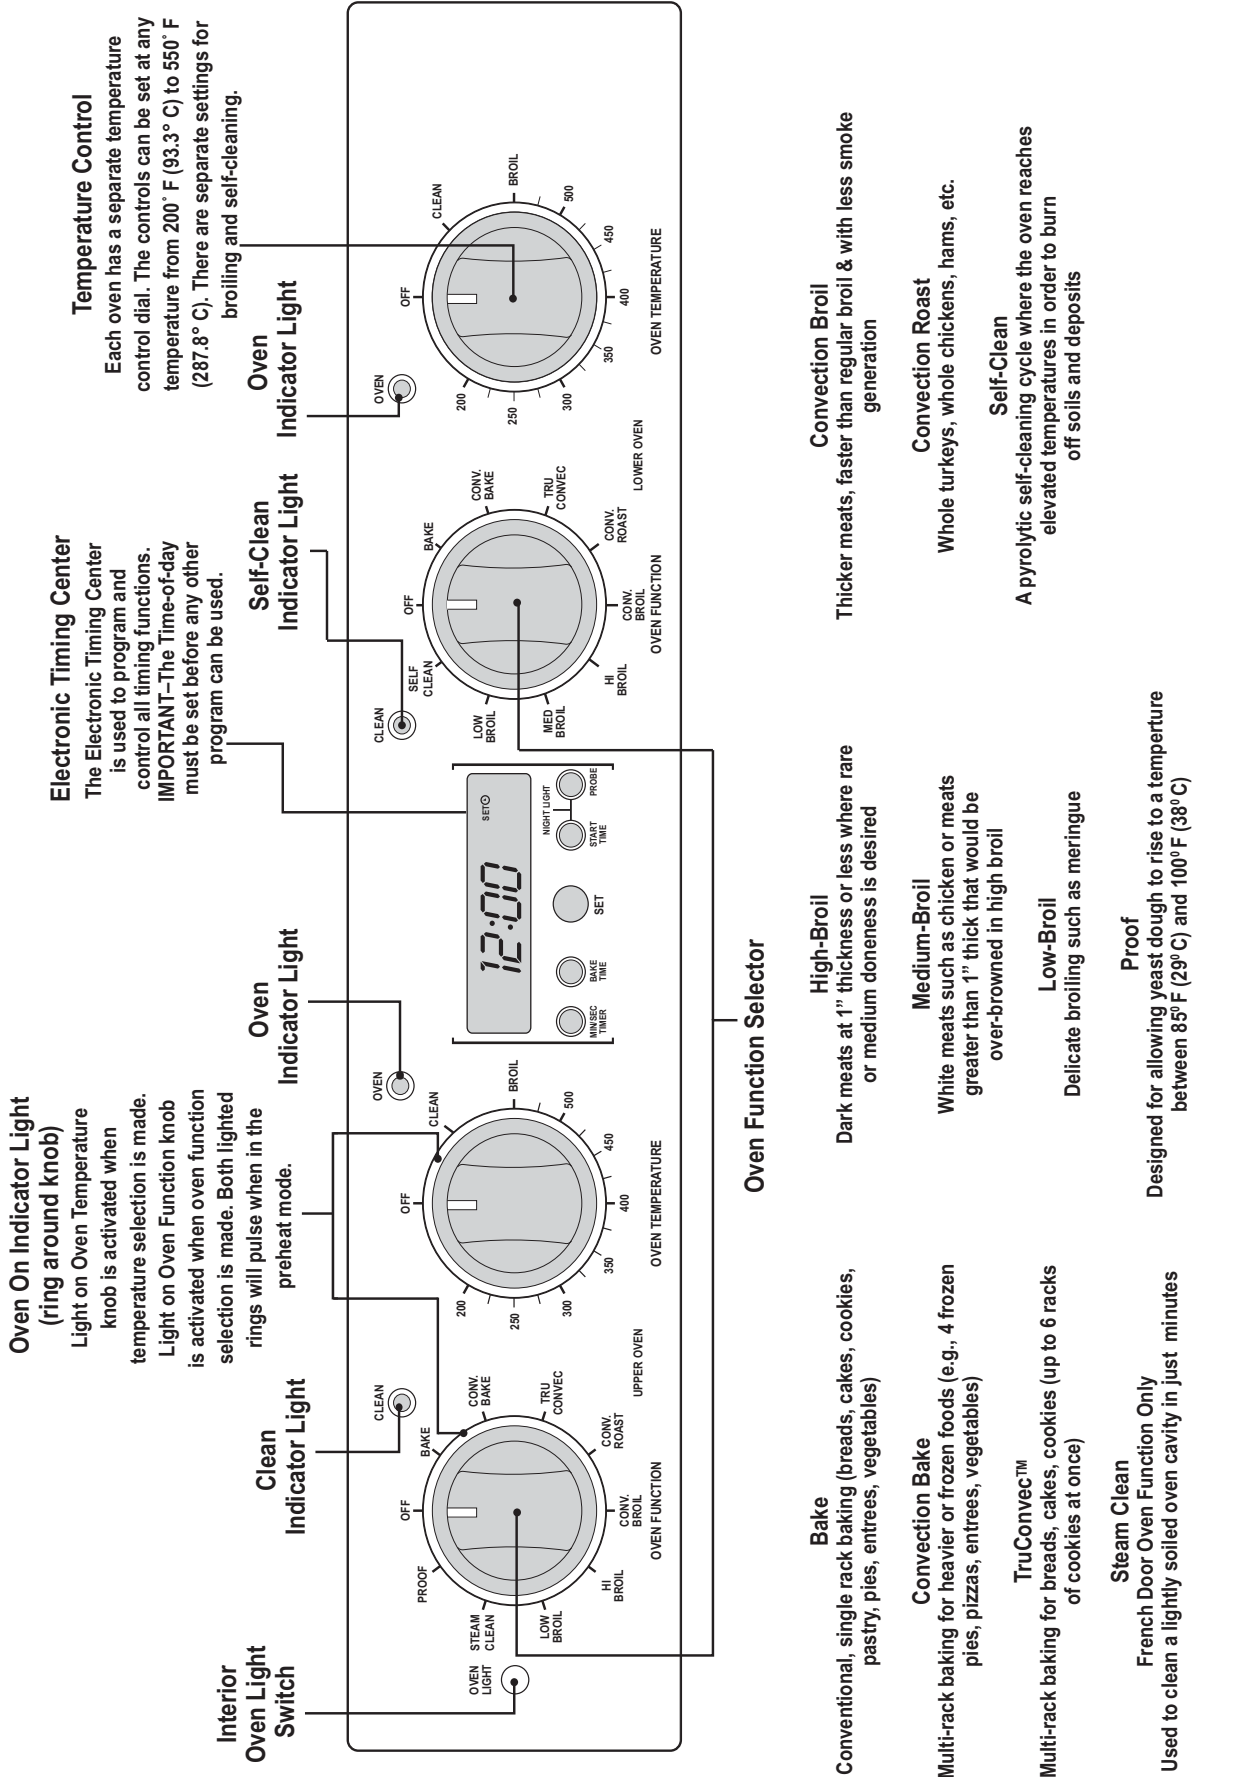 Interior
Oven Light
Switch
Clean
Indicator Light
Oven On Indicator Light
(ring around knob)
Light on Oven Temperature
knob is activated when
temperature selection is made.
Light on Oven Function knob
is activated when oven function
selection is made. Both lighted
rings will pulse when in the
preheat mode.
Oven
Indicator Light
Electronic Timing Center
The Electronic Timing Center
is used to program and
control all timing functions.
IMPORTANT–The Time-of-day
must be set before any other
program can be used.
Self-Clean
Indicator Light
Oven
Indicator Light
Temperature Control
Each oven has a separate temperature
control dial. The controls can be set at any
temperature from 200˚ F (93.3° C) to 550˚ F
(287.8° C). There are separate settings for
broiling and self-cleaning.
OVEN
LIGHT
CLEAN
OFF
BAKE
CONV.
BAKE
TRU
CONVEC
CONV.
ROAST
CONV.
BROIL
HI
BROIL
LOW
BROIL
STEAM
CLEAN
PROOF
OVEN FUNCTION
UPPER OVEN
OFF
CLEAN
BROIL
500
450
400
350
300
250
200
OVEN TEMPERATURE
OVEN
12:00
SET
MIN/SEC
TIMER
BAKE
TIME
SET
START
TIME
NIGHT LIGHT
PROBE
CLEAN
OFF
BAKE
CONV.
BAKE
TRU
CONVEC
CONV.
ROAST
CONV.
BROIL
HI
BROIL
MED
BROIL
LOW
BROIL
SELF
CLEAN
OVEN FUNCTION
LOWER OVEN
OVEN
OFF
CLEAN
BROIL
500
450
400
350
300
250
200
OVEN TEMPERATURE
Oven Function Selector
Bake
Conventional, single rack baking (breads, cakes, cookies,
pastry, pies, entrees, vegetables)
Convection Bake
Multi-rack baking for heavier or frozen foods (e.g., 4 frozen
pies, pizzas, entrees, vegetables)
TruConvec™
Multi-rack baking for breads, cakes, cookies (up to 6 racks
of cookies at once)
Steam Clean
French Door Oven Function Only
Used to clean a lightly soiled oven cavity in just minutes
High-Broil
Dark meats at 1” thickness or less where rare
or medium doneness is desired
Medium-Broil
White meats such as chicken or meats
greater than 1” thick that would be
over-browned in high broil
Low-Broil
Delicate broiling such as meringue
Proof
Designed for allowing yeast dough to rise to a temperture
between 85⁰ F (29⁰ C) and 100⁰ F (38⁰ C)
Convection Broil
Thicker meats, faster than regular broil & with less smoke
generation
Convection Roast
Whole turkeys, whole chickens, hams, etc.
Self-Clean
A pyrolytic self-cleaning cycle where the oven reaches
elevated temperatures in order to burn
off soils and deposits